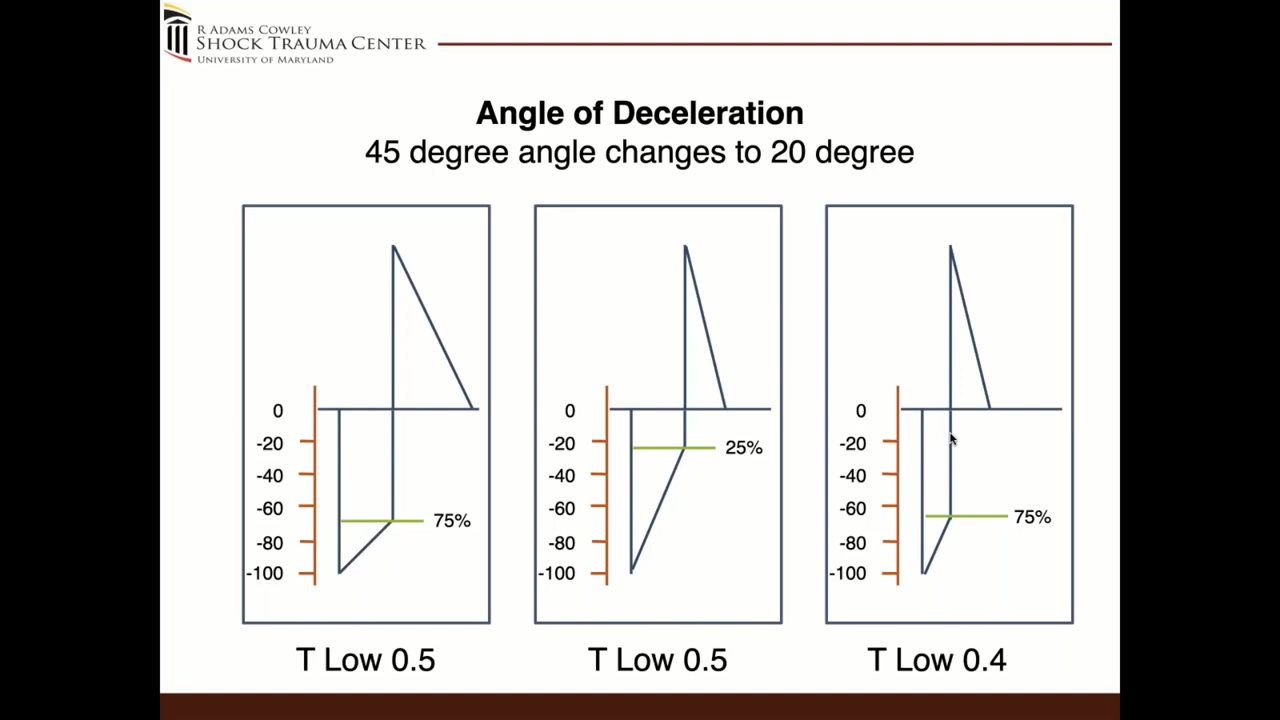 R ADAMS COWLEY
SHOCK TRAUMA CENTER
UNIVERSITY OF MARYLAND
Angle of Deceleration
45 degree angle changes to 20 degree
0
-20
-40
-60
-80
-100
75%
T Low 0.5
0
-20
-40
-60
-80
-100
25%
T Low 0.5
0
-20
-40
-60
-80
-100
75%
T Low 0.4